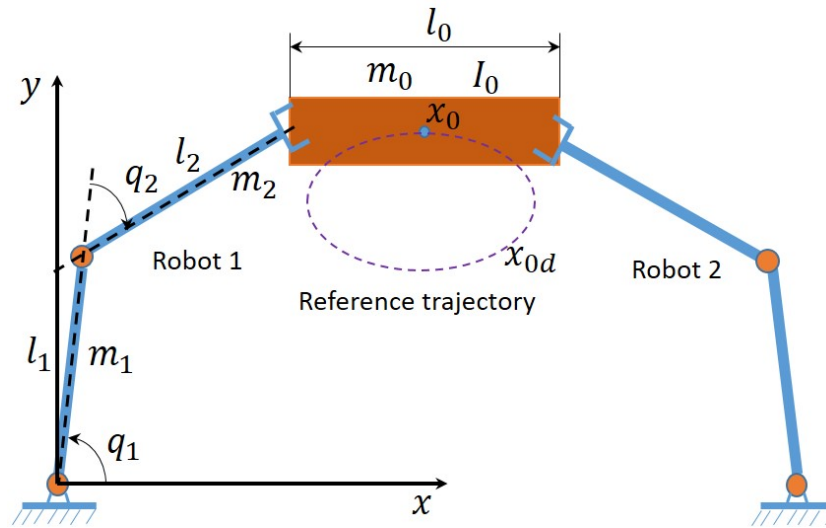 l₀
m₀ I₀
y
x₀
l₂
q₂
m₂
Robot 1
x₀d
Robot 2
Reference trajectory
l₁
m₁
q₁
x